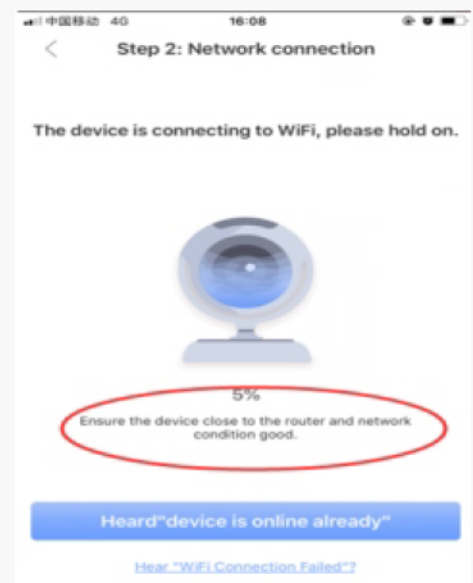 中国移动 4G 16:08
Step 2: Network connection
The device is connecting to WiFi, please hold on.
5%
Ensure the device close to the router and network
condition good.
Heard"device is online already"
Hear "WiFi Connection Failed"?